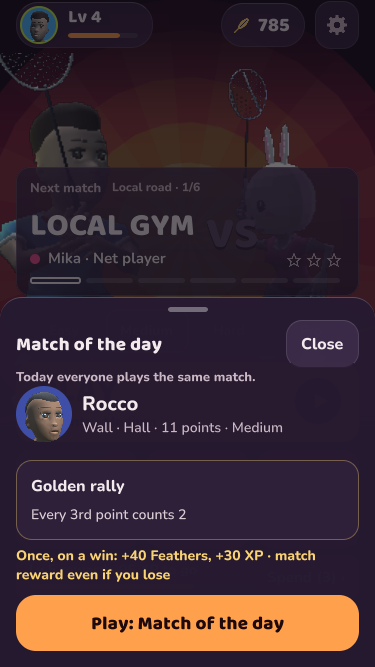 Lv 4
785
Next match Local road · 1/6
LOCAL GYM
VS
Mika · Net player
Match of the day
Close
Today everyone plays the same match.
Rocco
Wall · Hall · 11 points · Medium
Golden rally
Every 3rd point counts 2
Once, on a win: +40 Feathers, +30 XP · match
reward even if you lose
Play: Match of the day